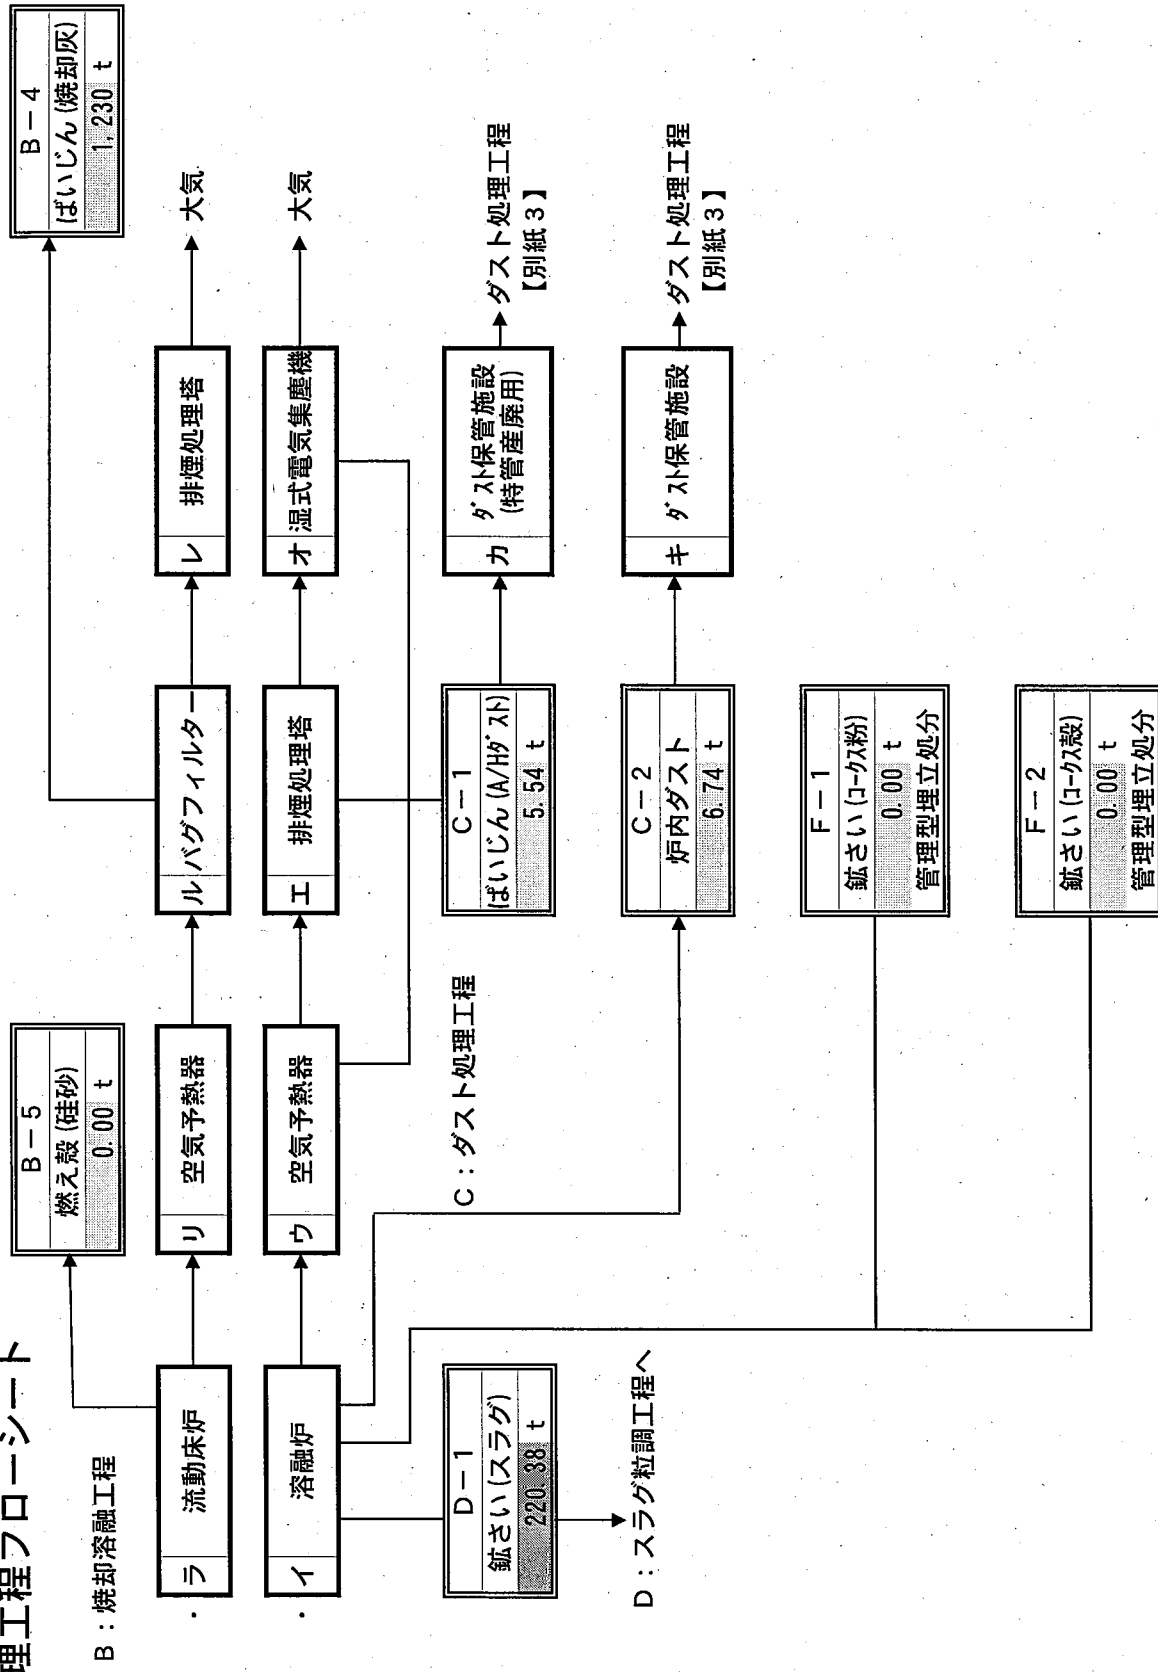 理工程フローシート
B：焼却溶融工程
B－5
燃え殻(硅砂)
0.00 t
B－4
ばいじん(焼却灰)
1,230 t
ラ 流動床炉
リ 空気予熱器
ル バグフィルター
レ 排煙処理塔
大気
イ 溶融炉
ウ 空気予熱器
エ 排煙処理塔
オ 湿式電気集塵機
大気
D－1
鉱さい(スラグ)
220.38 t
D：スラグ粒調工程へ
C：ダスト処理工程
C－1
ばいじん(A/Hダスト)
5.54 t
カ ダスト保管施設
(特管産廃用)
ダスト処理工程
【別紙3】
C－2
炉内ダスト
6.74 t
キ ダスト保管施設
ダスト処理工程
【別紙3】
F－1
鉱さい(コークス粉)
0.00 t
管理型埋立処分
F－2
鉱さい(コークス殻)
0.00 t
管理型埋立処分